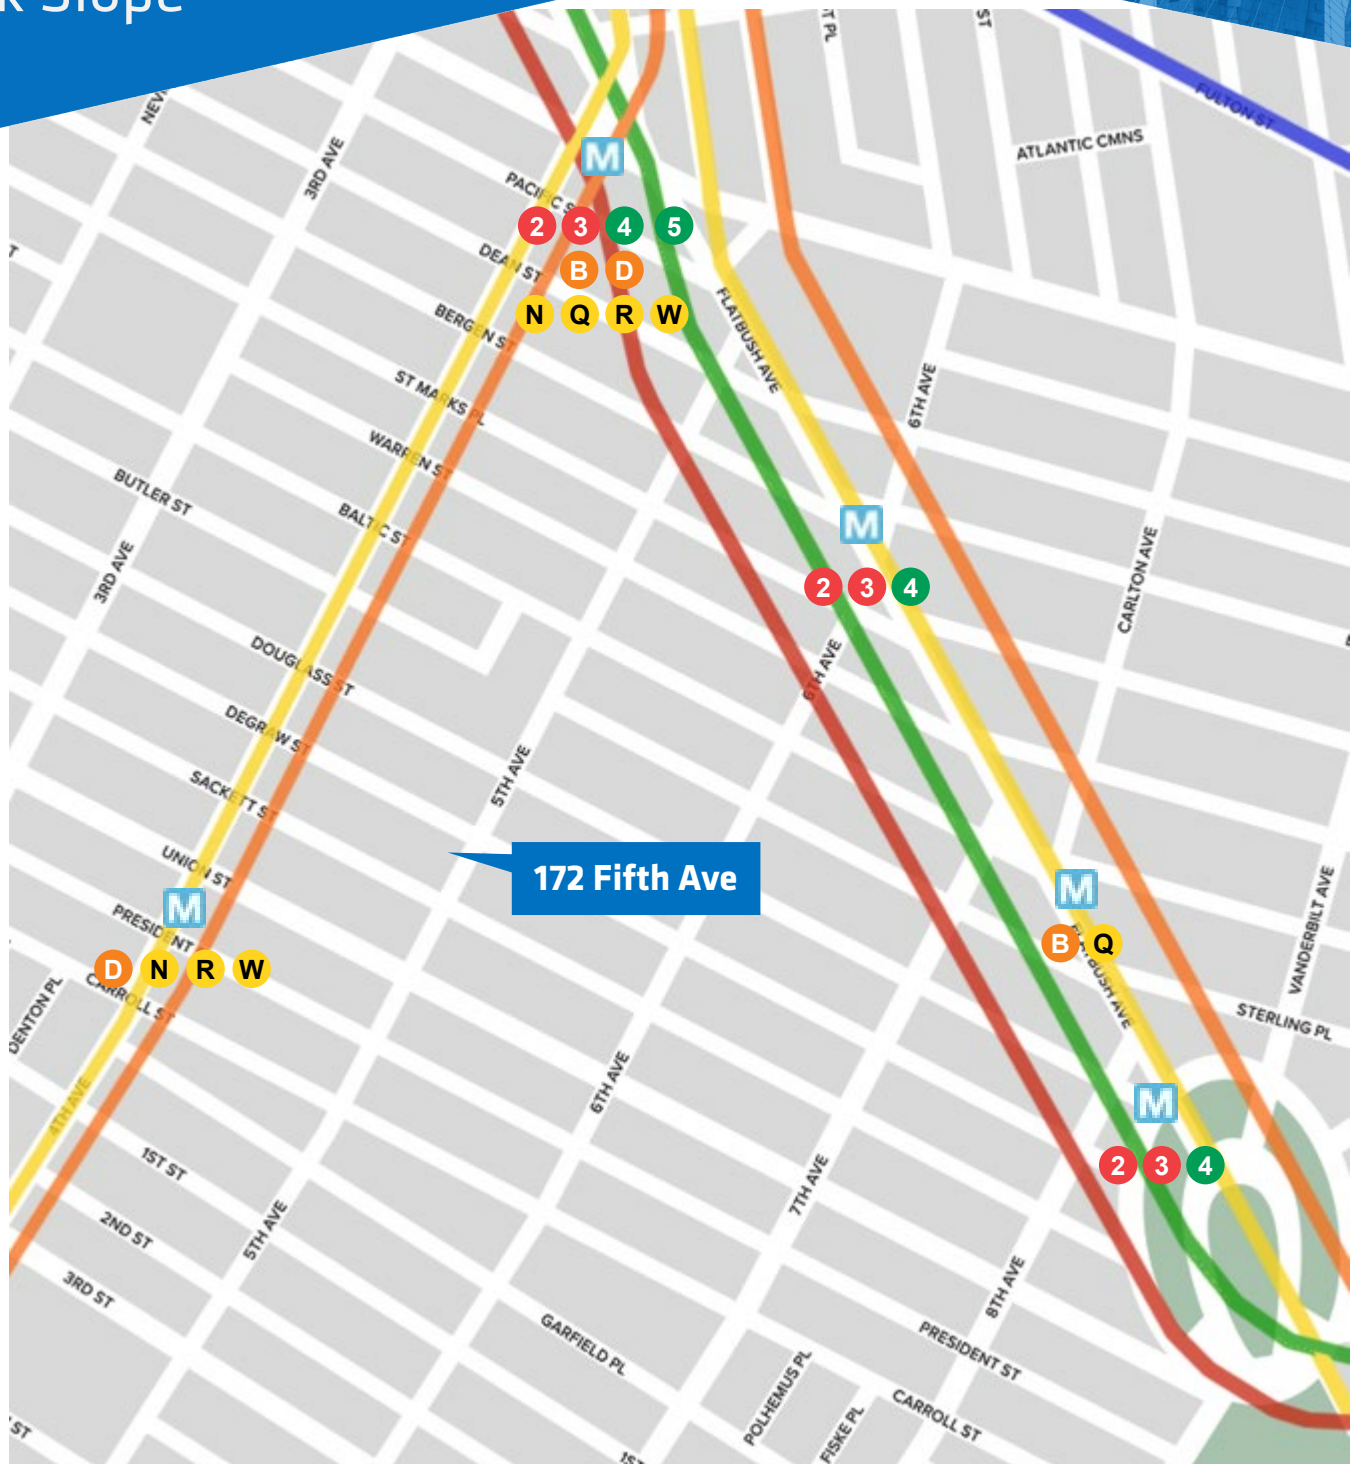 Slope
FULTON ST
ATLANTIC CMNS
3RD AVE
PACIFIC S
2 3 4 5
DEAN ST
B D
N Q R W
BERGEN ST
FLATBUSH AVE
ST MARKS PL
6TH AVE
WARREN ST
BUTLER ST
BALTIC ST
M
M
2 3 4
3RD AVE
CARLTON AVE
DOUGLASS ST
6TH AVE
DEGRAW ST
5TH AVE
SACKETT ST
UNION ST
172 Fifth Ave
M
M
PRESIDENT
B Q
VANDERBILT AVE
D N R W
CARROLL ST
FLATBUSH AVE
DENTON PL
STERLING PL
4TH AVE
6TH AVE
M
1ST ST
2 3 4
7TH AVE
2ND ST
5TH AVE
3RD ST
8TH AVE
GARFIELD PL
PRESIDENT ST
POLHEMUS PL
CARROLL ST
FISKE PL
ST